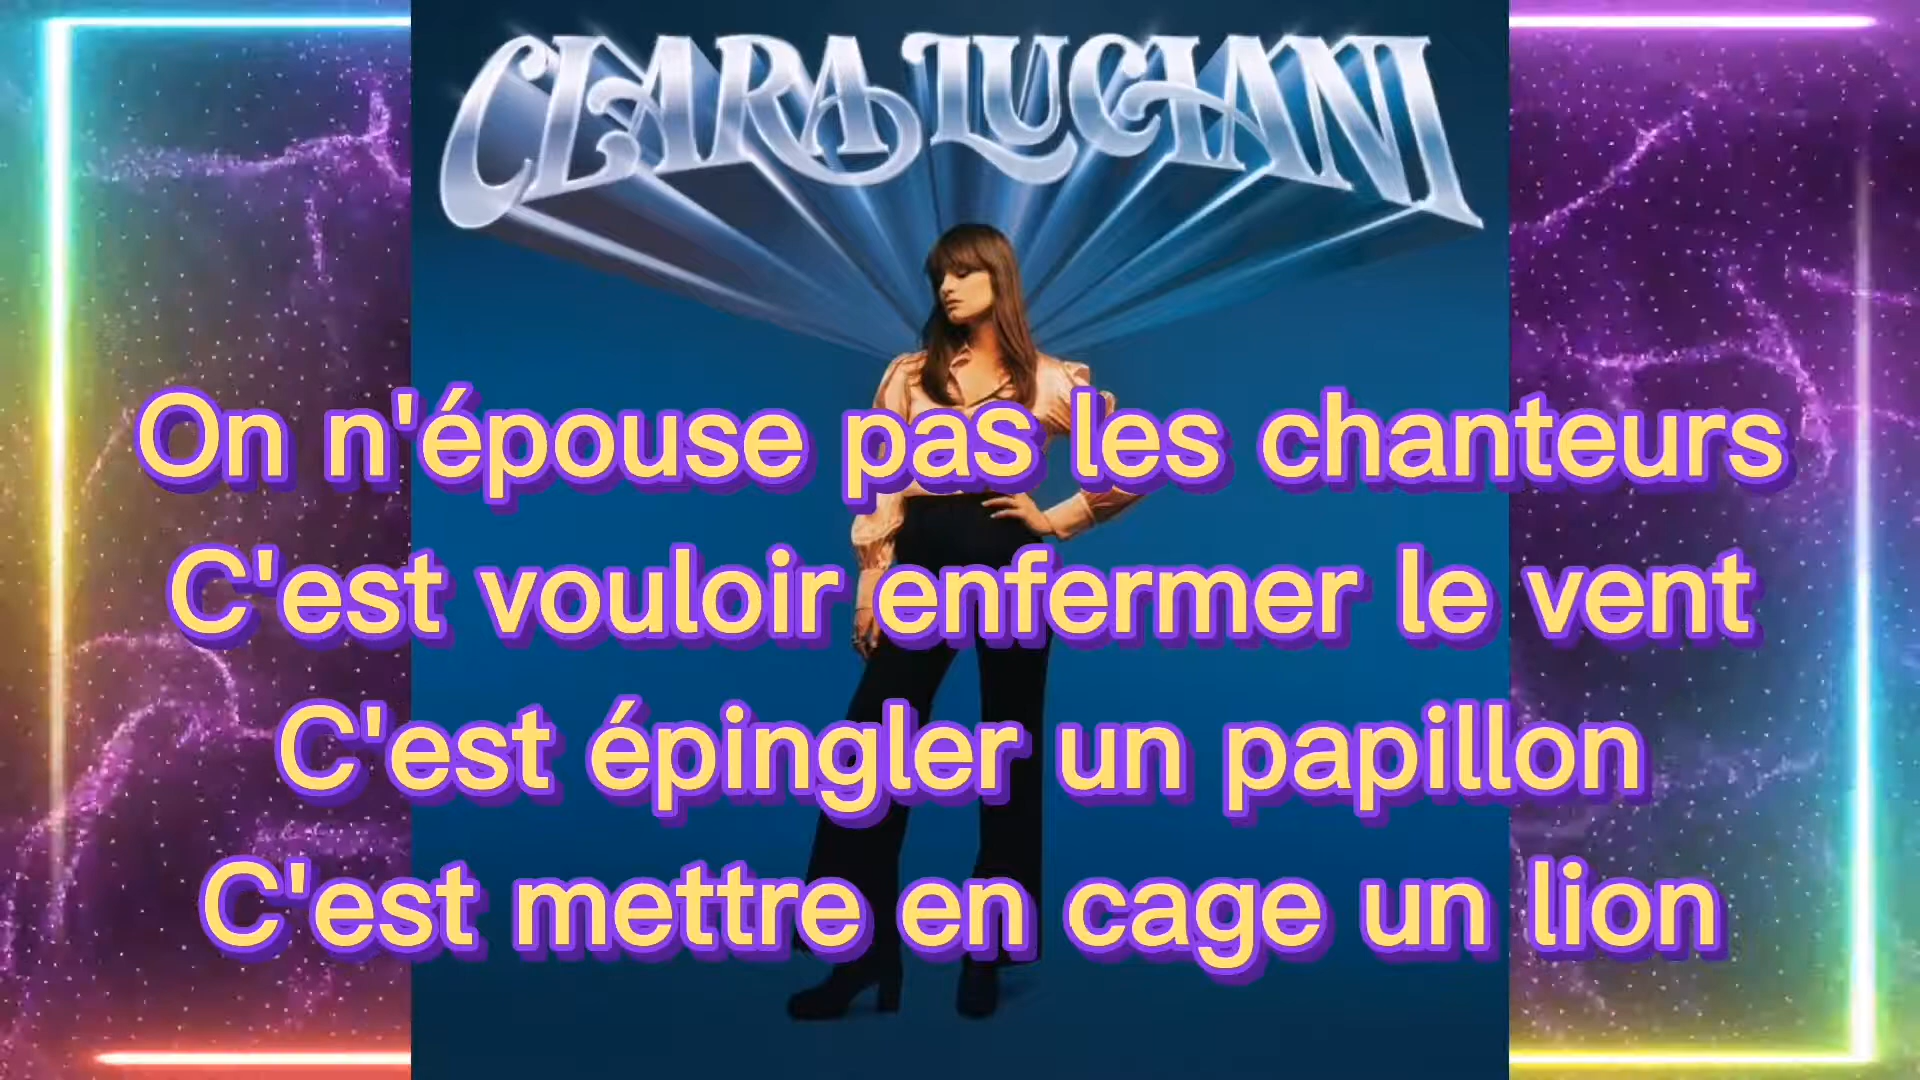 CLARA LUCIANI
On n'épouse pas les chanteurs
C'est vouloir enfermer le vent
C'est épingler un papillon
C'est mettre en cage un lion